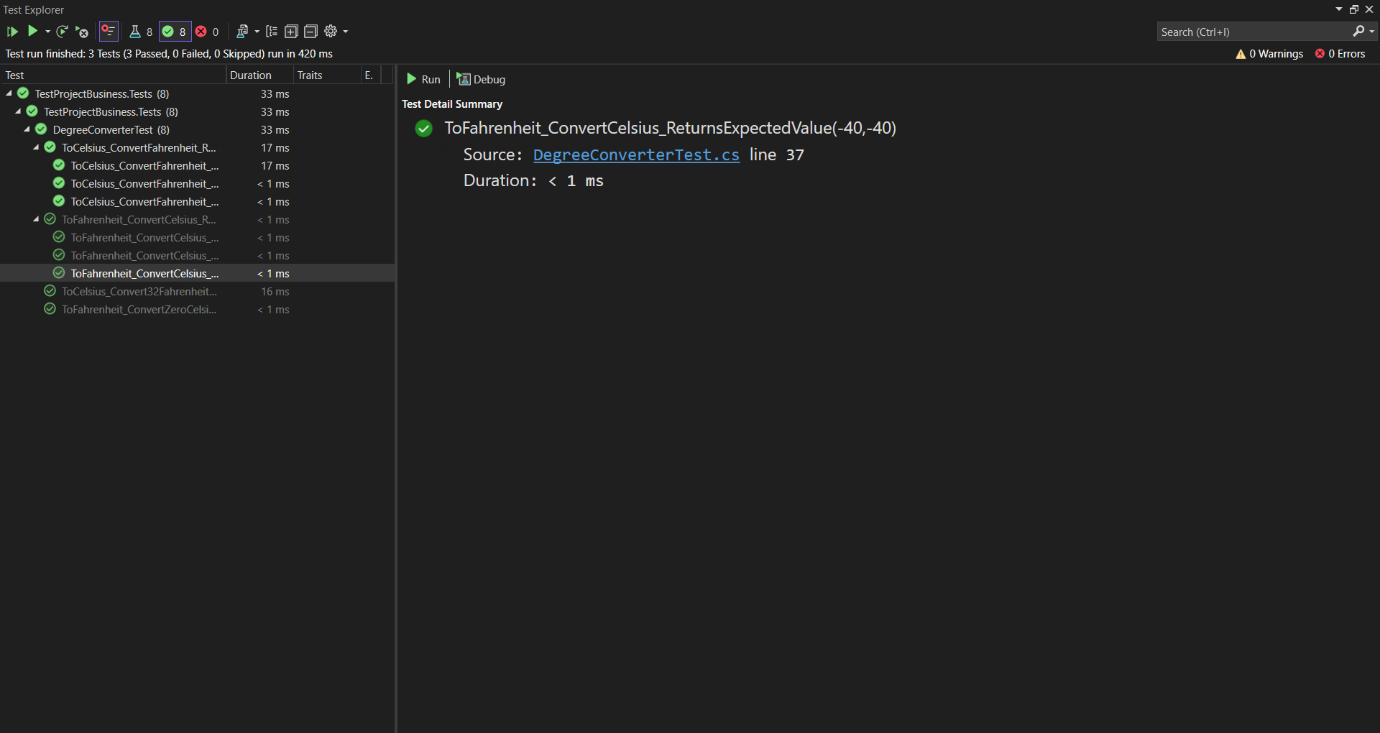 Test Explorer
8 8 0
Search (Ctrl+I)
Test run finished: 3 Tests (3 Passed, 0 Failed, 0 Skipped) run in 420 ms
0 Warnings 0 Errors
Test Duration Traits E.
TestProjectBusiness.Tests (8) 33 ms
TestProjectBusiness.Tests (8) 33 ms
DegreeConverterTest (8) 33 ms
ToCelsius_ConvertFahrenheit_R... 17 ms
ToCelsius_ConvertFahrenheit_... 17 ms
ToCelsius_ConvertFahrenheit_... < 1 ms
ToCelsius_ConvertFahrenheit_... < 1 ms
ToFahrenheit_ConvertCelsius_R... < 1 ms
ToFahrenheit_ConvertCelsius_... < 1 ms
ToFahrenheit_ConvertCelsius_... < 1 ms
ToFahrenheit_ConvertCelsius_... < 1 ms
ToCelsius_Convert32Fahrenheit... 16 ms
ToFahrenheit_ConvertZeroCelsi... < 1 ms
Run Debug
Test Detail Summary
ToFahrenheit_ConvertCelsius_ReturnsExpectedValue(-40,-40)
Source: DegreeConverterTest.cs line 37
Duration: < 1 ms